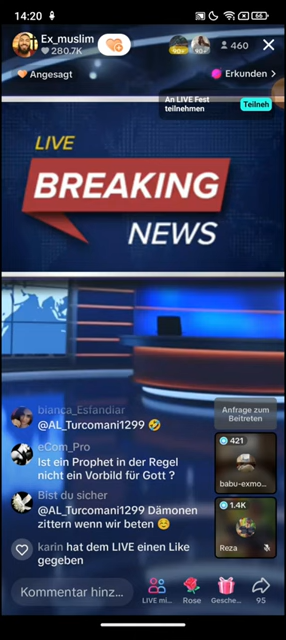 14:20
66
Ex_muslim
280.7K
90+
90+
460
Angesagt
Erkunden >
An LIVE Fest
teilnehmen
Teilneh
LIVE
BREAKING
NEWS
bianca_Esfandiar
@AL_Turcomani1299 🤣
eCom_Pro
Ist ein Prophet in der Regel
nicht ein Vorbild für Gott ?
Bist du sicher
@AL_Turcomani1299 Dämonen
zittern wenn wir beten ☺️
karin hat dem LIVE einen Like
gegeben
Anfrage zum
Beitreten
421
babu-exmo...
1.4K
Reza
Kommentar hinz...
LIVE mi...
Rose
Gesche...
95